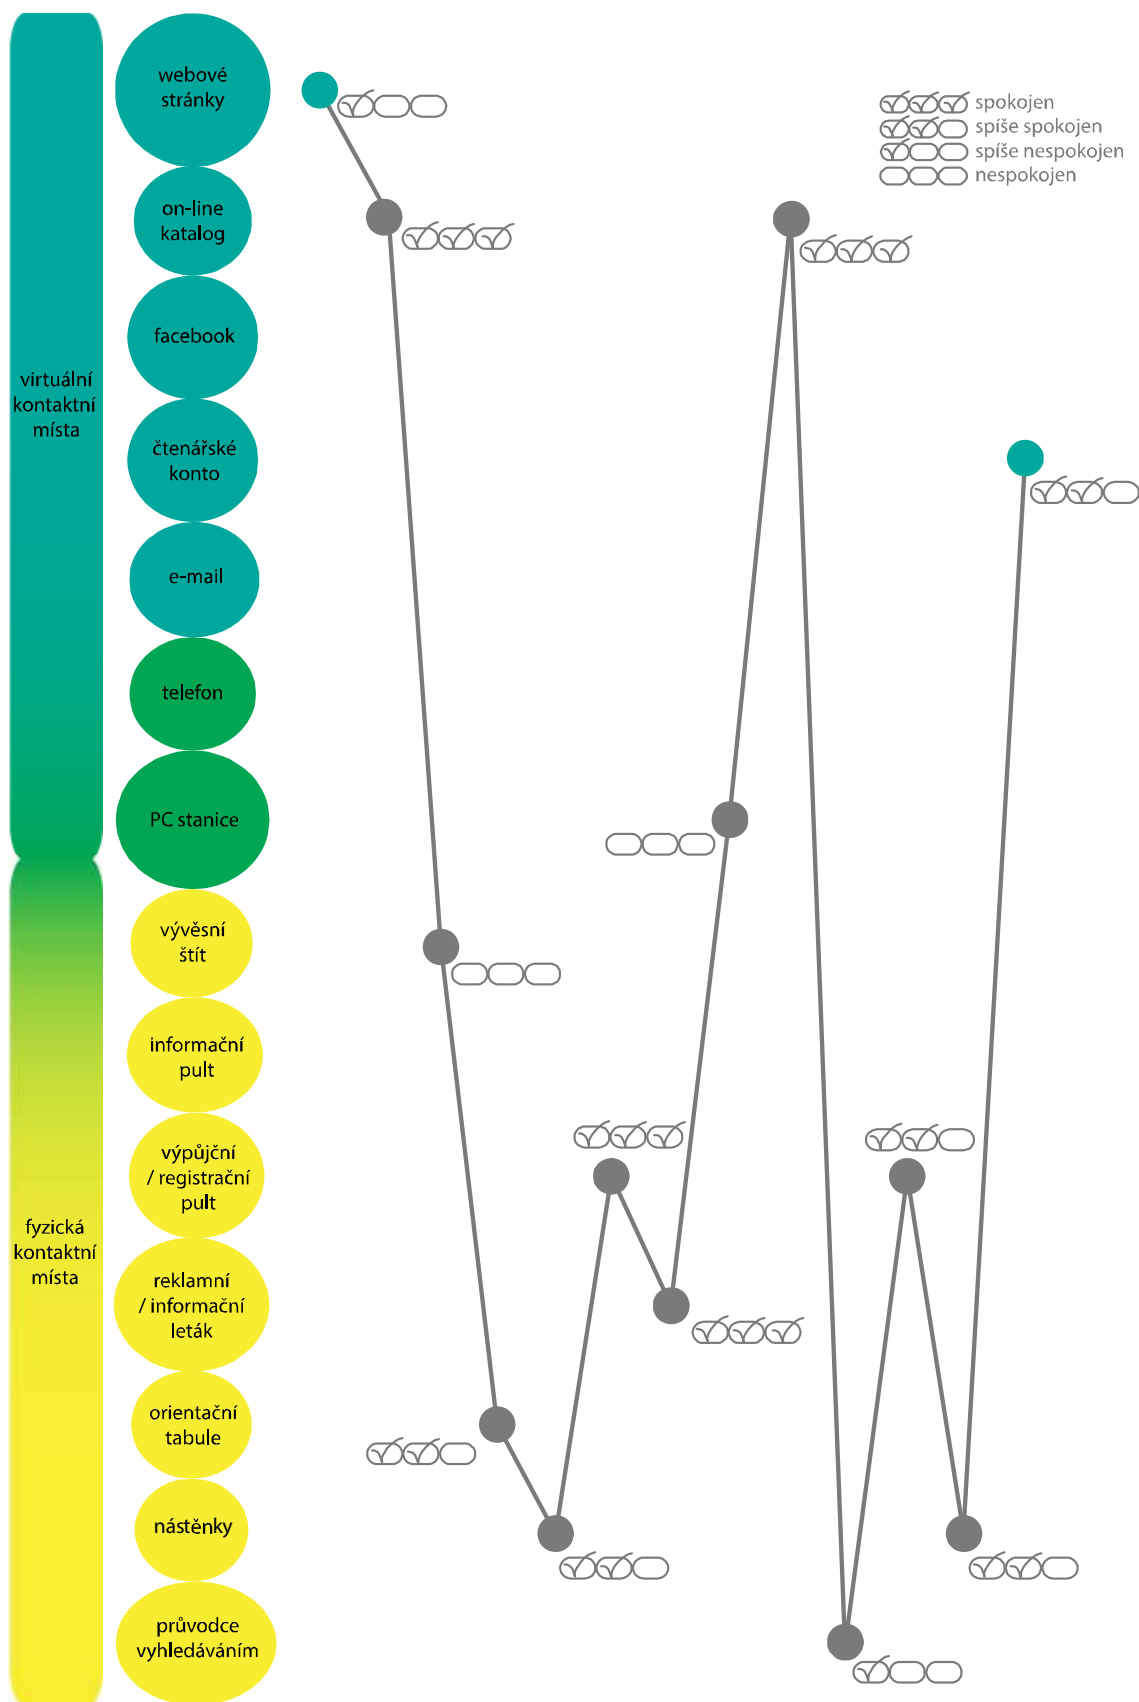 virtuální
kontaktní
místa
fyzická
kontaktní
místa
webové
stránky
on-line
katalog
facebook
čtenářské
konto
e-mail
telefon
PC stanice
vývěsní
štít
informační
pult
výpůjční
/ registrační
pult
reklamní
/ informační
leták
orientační
tabule
nástěnky
průvodce
vyhledáváním
spokojen
spíše spokojen
spíše nespokojen
nespokojen